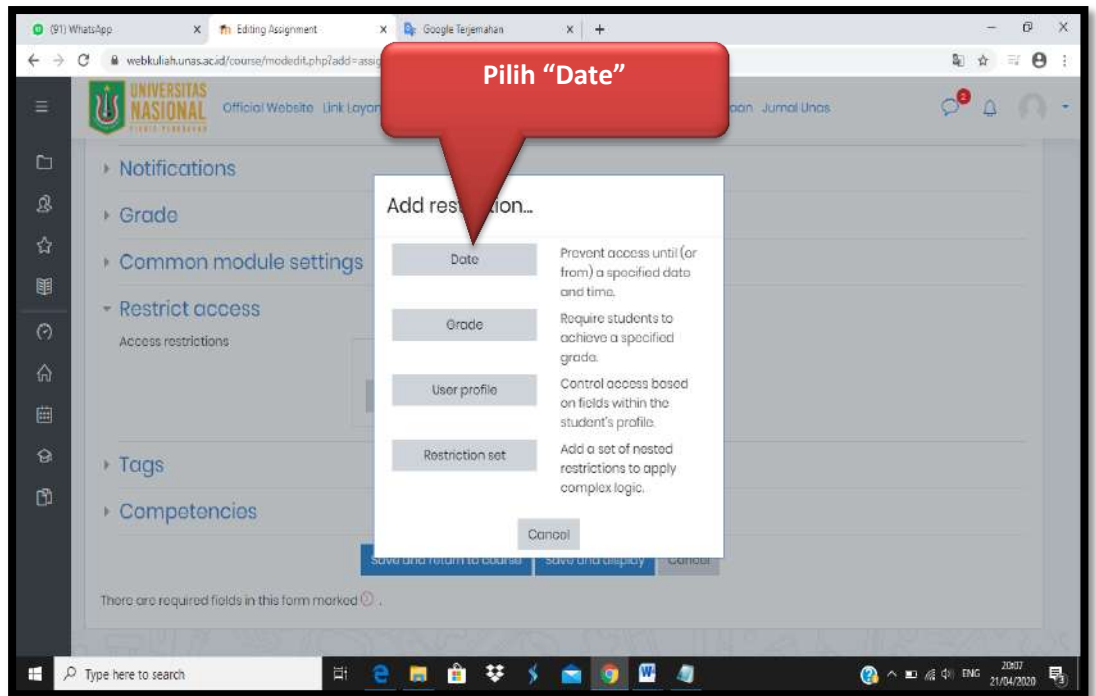 (91) WhatsApp
Editing Assignment
Google Terjemahan
webkuliah.unas.ac.id/course/modedit.php?add=assig
Pilih “Date”
UNIVERSITAS
NASIONAL
Official Website
Jurnal Unas
2
Notifications
Grade
Common module settings
Restrict access
Access restrictions
Tags
Competencies
Add restriction...
Date
Prevent access until (or
from) a specified date
and time.
Grade
Require students to
achieve a specified
grade.
User profile
Control access based
on fields within the
student's profile.
Restriction set
Add a set of nested
restrictions to apply
complex logic.
Cancel
Save and return to course
Save and display
Cancel
There are required fields in this form marked
Type here to search
ENG
20:07
21/04/2020